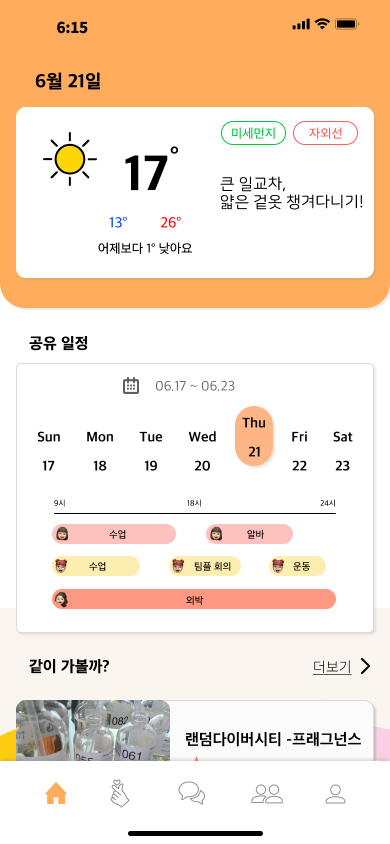 6:15
6월 21일
17°
13° 26°
어제보다 1° 낮아요
미세먼지 자외선
큰 일교차,
얇은 겉옷 챙겨다니기!
공유 일정
06.17 ~ 06.23
Sun Mon Tue Wed Thu Fri Sat
17 18 19 20 21 22 23
9시 18시 24시
수업 알바
수업 팀플 회의 운동
외박
같이 가볼까?
더보기
082
061
055
랜덤다이버시티 -프래그넌스